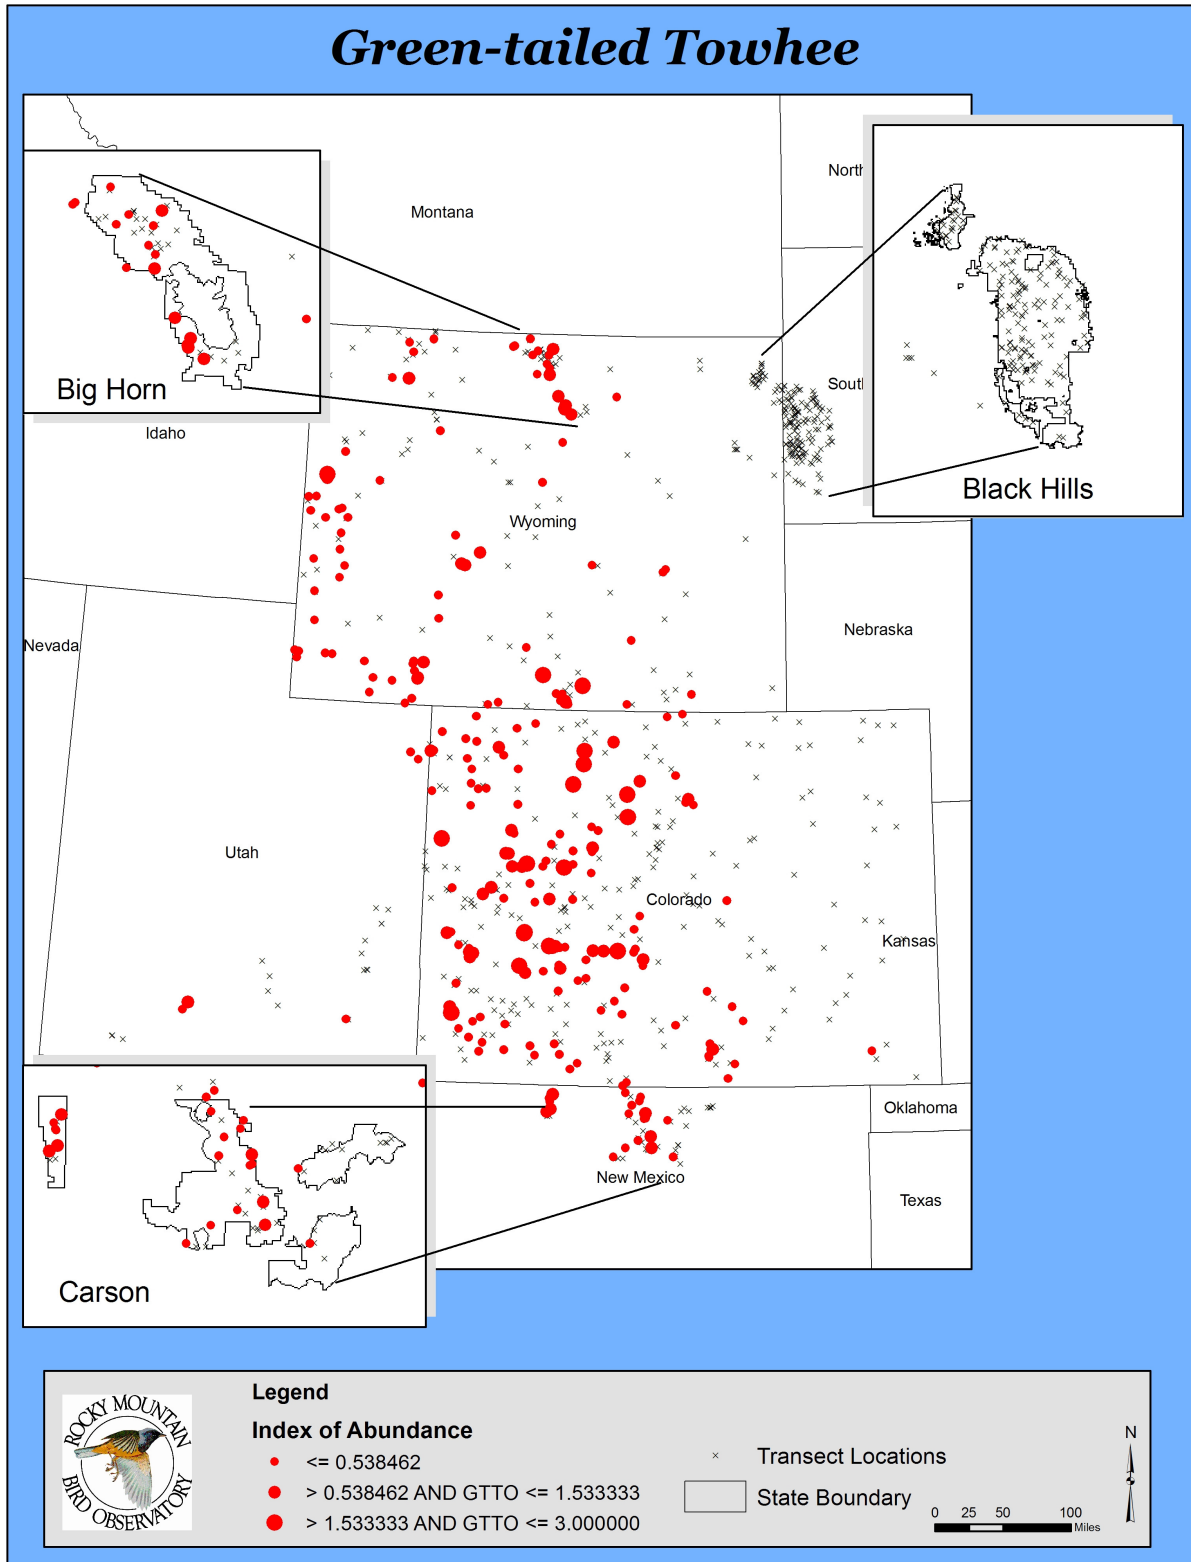 Green-tailed Towhee
North
Montana
Big Horn
Idaho
South
Black Hills
Wyoming
Nevada
Nebraska
Utah
Colorado
Kansas
Oklahoma
New Mexico
Texas
Carson
Legend
Index of Abundance
<= 0.538462
> 0.538462 AND GTTO <= 1.533333
> 1.533333 AND GTTO <= 3.000000
Transect Locations
State Boundary
N
0 25 50 100
Miles
ROCKY MOUNTAIN
BIRD OBSERVATORY